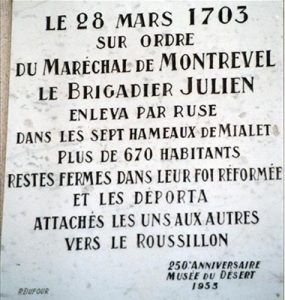 LE 28 MARS 1703
SUR ORDRE
DU MARÉCHAL DE MONTREVEL
LE BRIGADIER JULIEN
ENLEVA PAR RUSE
DANS LES SEPT HAMEAUX DE MIALET
PLUS DE 670 HABITANTS
RESTES FERMES DANS LEUR FOI RÉFORMÉE
ET LES DÉPORTA
ATTACHÉS LES UNS AUX AUTRES
VERS LE ROUSSILLON
250E ANNIVERSAIRE
MUSÉE DU DÉSERT
1953
P. DUFOUR